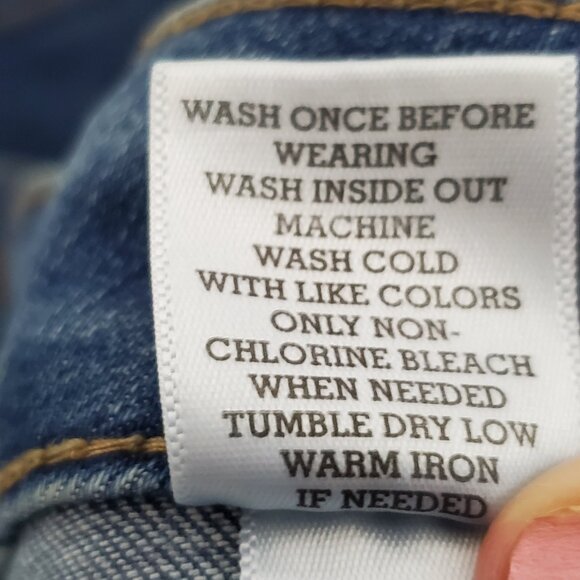 WASH ONCE BEFORE
WEARING
WASH INSIDE OUT
MACHINE
WASH COLD
WITH LIKE COLORS
ONLY NON-
CHLORINE BLEACH
WHEN NEEDED
TUMBLE DRY LOW
WARM IRON
IF NEEDED